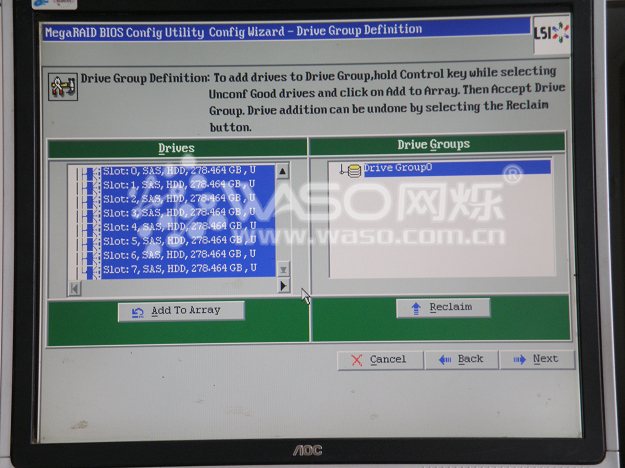 MegaRAID BIOS Config Utility Config Wizard - Drive Group Definition
LSI
Drive Group Definition: To add drives to Drive Group,hold Control key while selecting
Unconf Good drives and click on Add to Array. Then Accept Drive
Group. Drive addition can be undone by selecting the Reclaim
button.
Drives
Drive Groups
Slot: 0, SAS, HDD, 278.464 GB, U
Slot: 1, SAS, HDD, 278.464 GB, U
Slot: 2, SAS, HDD, 278.464 GB, U
Slot: 3, SAS, HDD, 278.464 GB, U
Slot: 4, SAS, HDD, 278.464 GB, U
Slot: 5, SAS, HDD, 278.464 GB, U
Slot: 6, SAS, HDD, 278.464 GB, U
Slot: 7, SAS, HDD, 278.464 GB, U
Drive Group0
WASO网烁®
www.waso.com.cn
Add To Array
Reclaim
Cancel
Back
Next
AOC